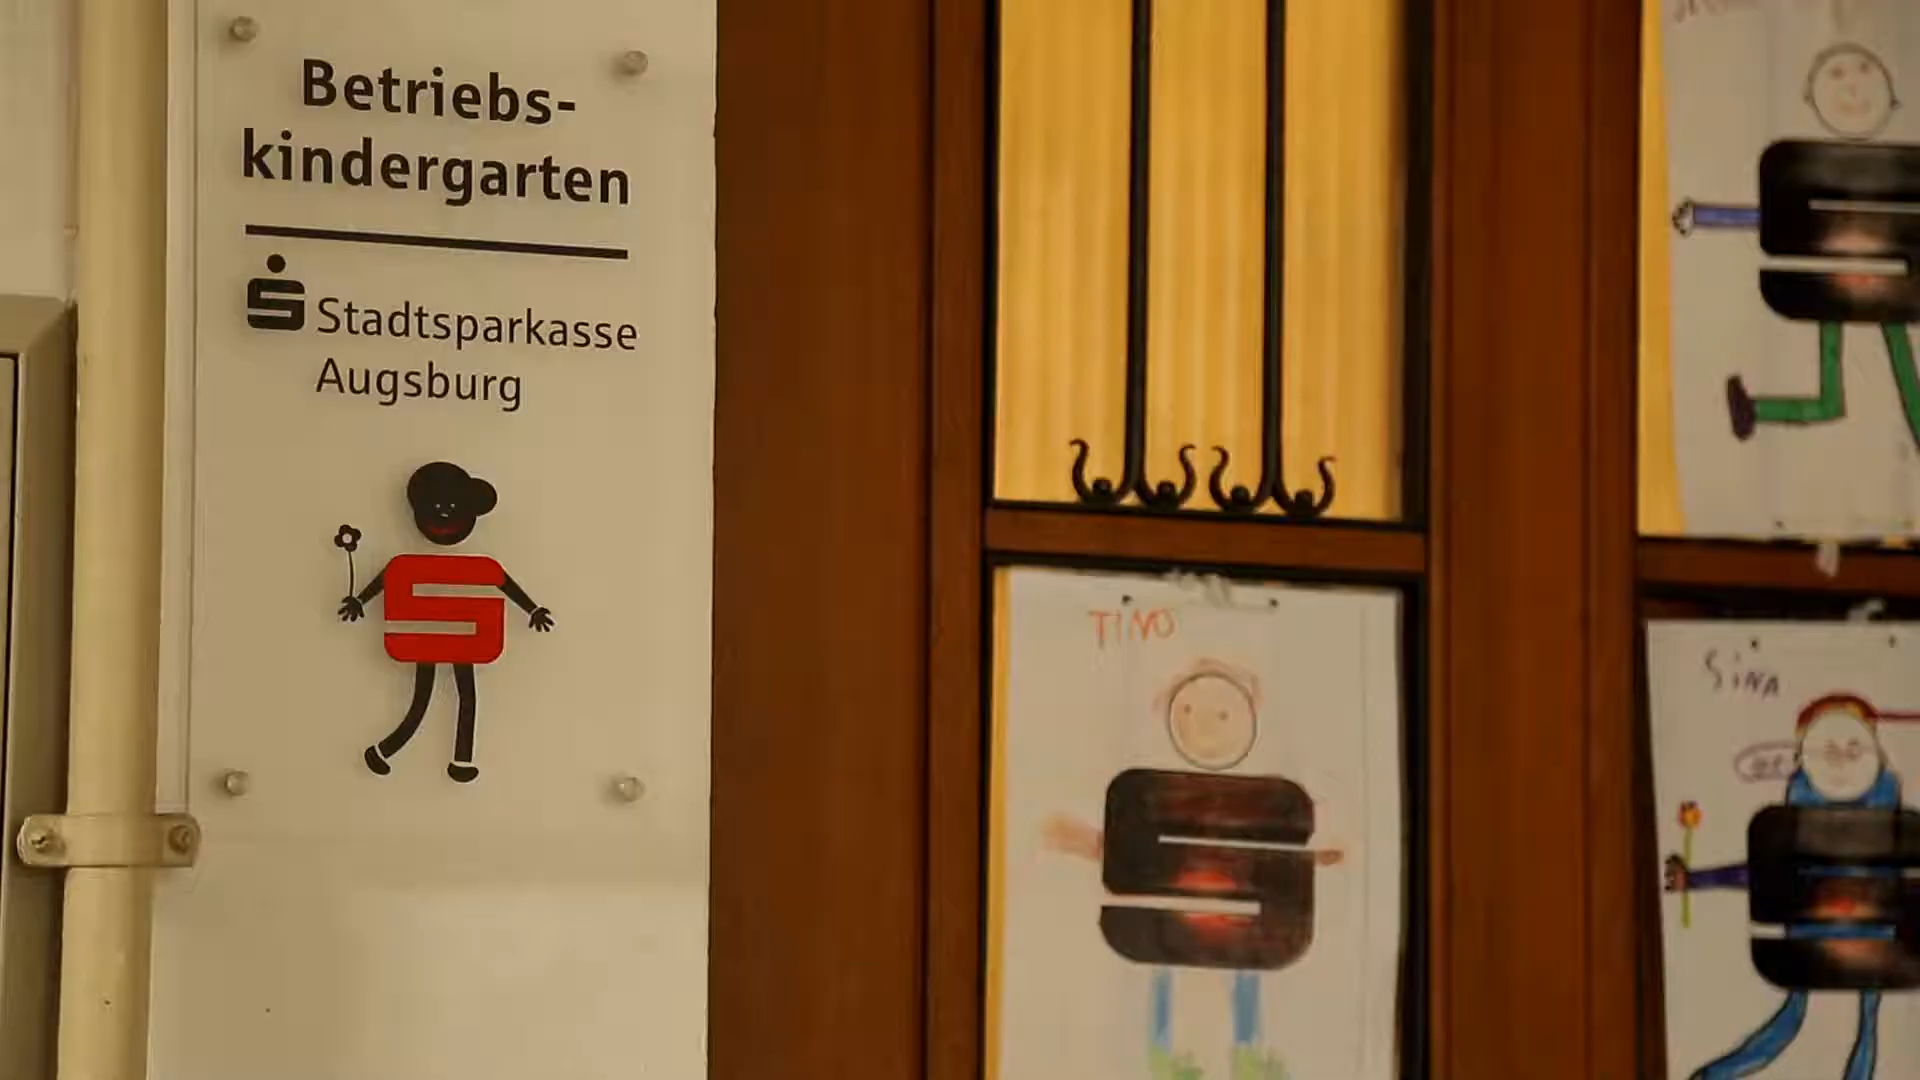 Betriebs-
kindergarten
Stadtsparkasse
Augsburg
TINO
SiNA